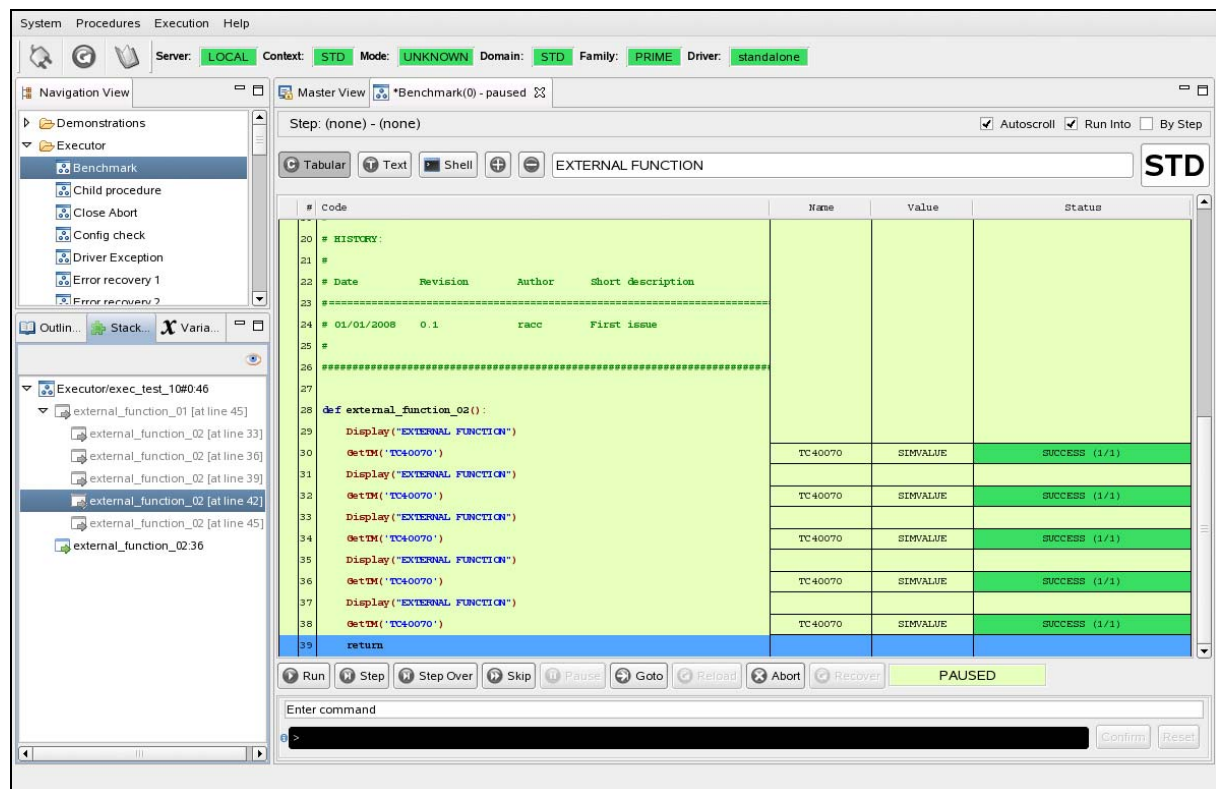 System Procedures Execution Help
Server: LOCAL Context: STD Mode: UNKNOWN Domain: STD Family: PRIME Driver: standalone
Navigation View
Demonstrations
Executor
Benchmark
Child procedure
Close Abort
Config check
Driver Exception
Error recovery 1
Error recovery 2
Outlin... Stack... X Varia...
Executor/exec_test_10#0:46
external_function_01 [at line 45]
external_function_02 [at line 33]
external_function_02 [at line 36]
external_function_02 [at line 39]
external_function_02 [at line 42]
external_function_02 [at line 45]
external_function_02:36
Master View *Benchmark(0) - paused
Step: (none) - (none) Autoscroll Run Into By Step
Tabular Text Shell EXTERNAL FUNCTION STD
# Code Name Value Status
20 # HISTORY:
21 #
22 # Date Revision Author Short description
23 #==========================================================================
24 # 01/01/2008 0.1 racc First issue
25 #
26 ###########################################################################
27
28 def external_function_02():
29 Display("EXTERNAL FUNCTION")
30 GetTM('TC40070') TC40070 SIMVALUE SUCCESS (1/1)
31 Display("EXTERNAL FUNCTION")
32 GetTM('TC40070') TC40070 SIMVALUE SUCCESS (1/1)
33 Display("EXTERNAL FUNCTION")
34 GetTM('TC40070') TC40070 SIMVALUE SUCCESS (1/1)
35 Display("EXTERNAL FUNCTION")
36 GetTM('TC40070') TC40070 SIMVALUE SUCCESS (1/1)
37 Display("EXTERNAL FUNCTION")
38 GetTM('TC40070') TC40070 SIMVALUE SUCCESS (1/1)
39 return
Run Step Step Over Skip Pause Goto Reload Abort Recover PAUSED
Enter command
> Confirm Reset